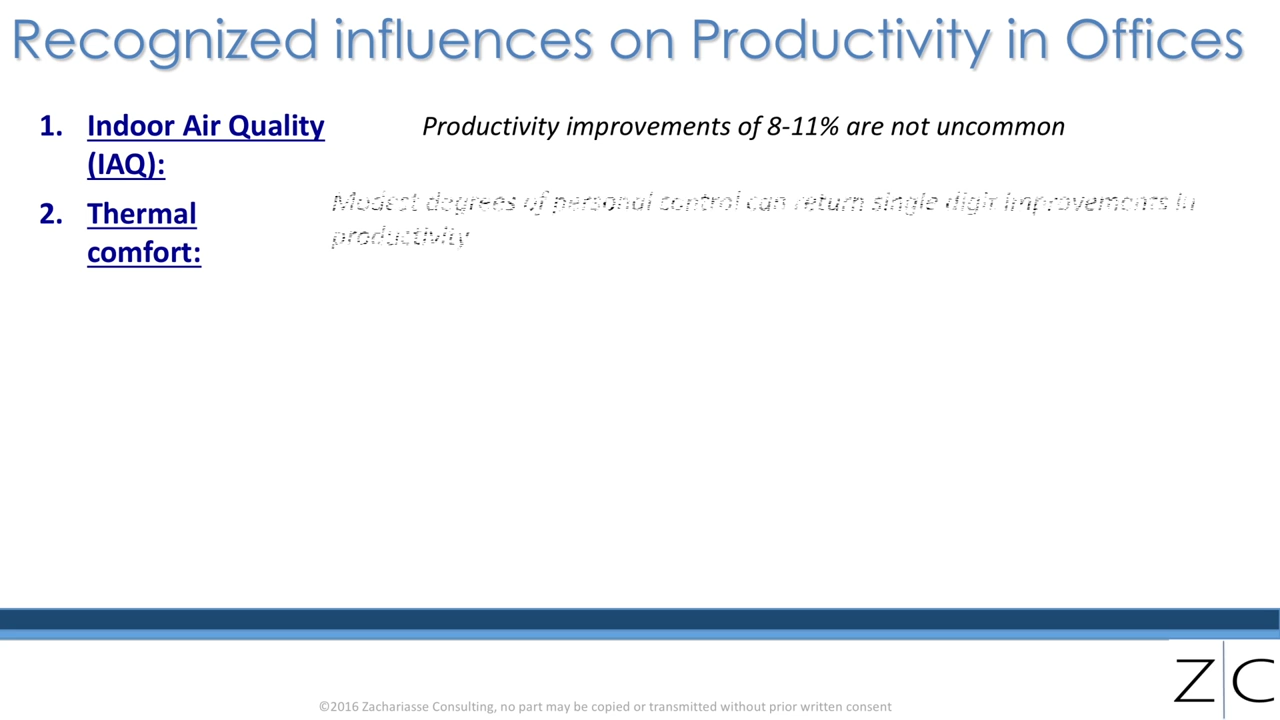 Recognized influences on Productivity in Offices
1. Indoor Air Quality (IAQ):
Productivity improvements of 8-11% are not uncommon
2. Thermal comfort:
Modest degrees of personal control can return single digit improvements in
productivity
Z|C
©2016 Zachariasse Consulting, no part may be copied or transmitted without prior written consent